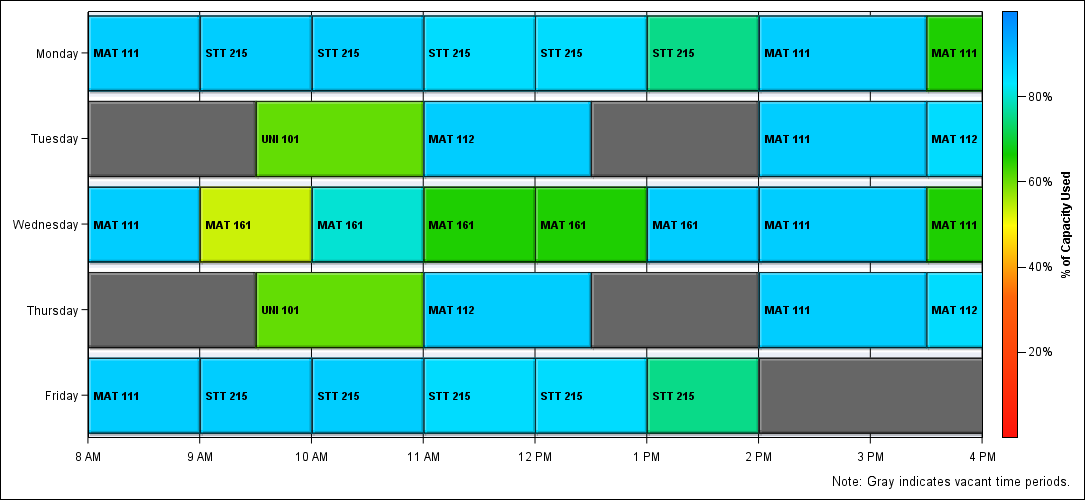 Monday
MAT 111
STT 215
STT 215
STT 215
STT 215
STT 215
MAT 111
MAT 111
Tuesday
UNI 101
MAT 112
MAT 111
MAT 112
Wednesday
MAT 111
MAT 161
MAT 161
MAT 161
MAT 161
MAT 161
MAT 111
MAT 111
Thursday
UNI 101
MAT 112
MAT 111
MAT 112
Friday
MAT 111
STT 215
STT 215
STT 215
STT 215
STT 215
8 AM
9 AM
10 AM
11 AM
12 PM
1 PM
2 PM
3 PM
4 PM
80%
60%
40%
20%
% of Capacity Used
Note: Gray indicates vacant time periods.